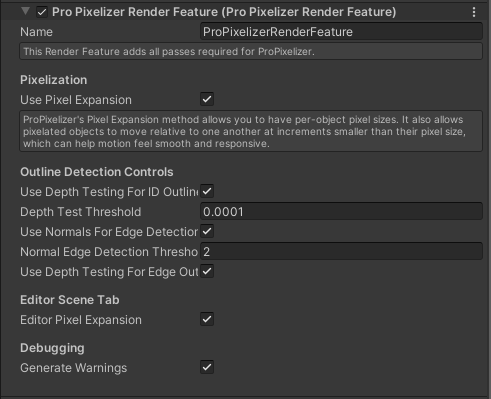 Pro Pixelizer Render Feature (Pro Pixelizer Render Feature)
Name ProPixelizerRenderFeature
This Render Feature adds all passes required for ProPixelizer.
Pixelization
Use Pixel Expansion
ProPixelizer's Pixel Expansion method allows you to have per-object pixel sizes. It also allows
pixelated objects to move relative to one another at increments smaller than their pixel size,
which can help motion feel smooth and responsive.
Outline Detection Controls
Use Depth Testing For ID Outline
Depth Test Threshold 0.0001
Use Normals For Edge Detection
Normal Edge Detection Thresho 2
Use Depth Testing For Edge Out
Editor Scene Tab
Editor Pixel Expansion
Debugging
Generate Warnings